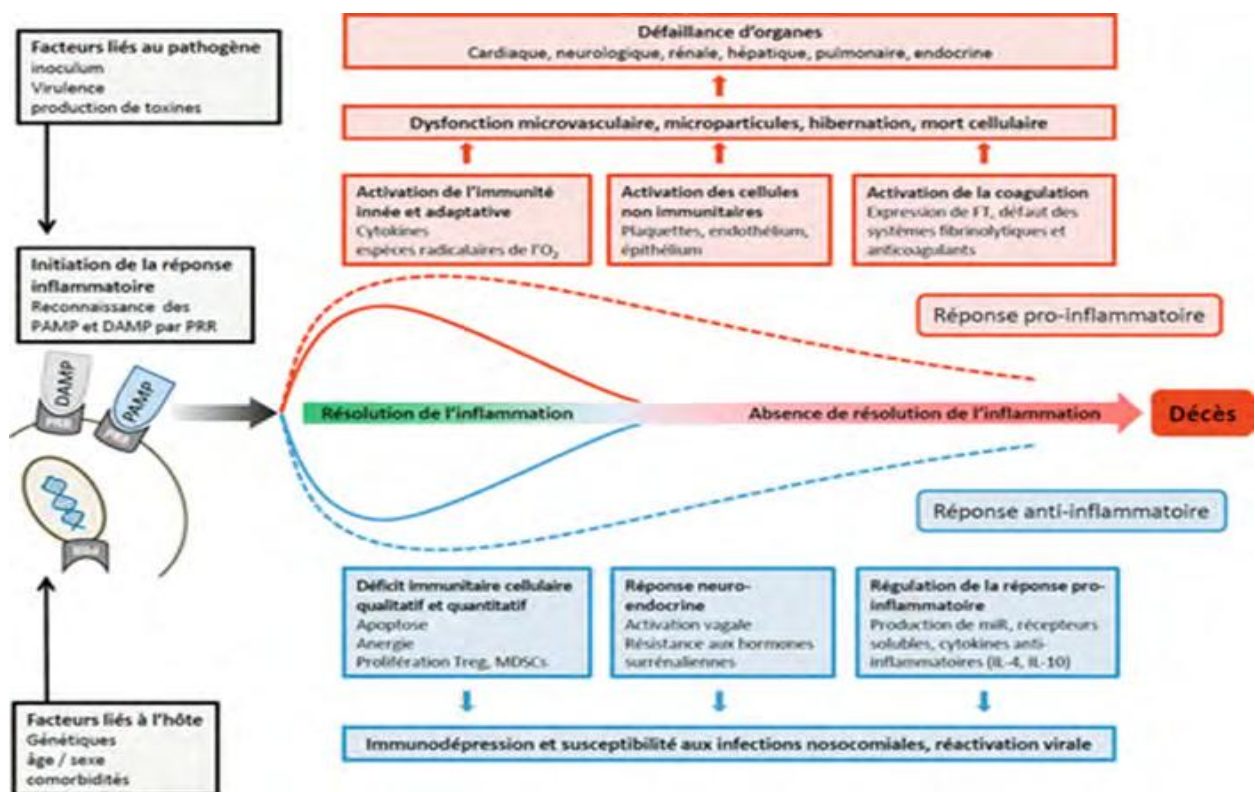 Facteurs liés au pathogène
inoculum
Virulence
production de toxines
Défaillance d'organes
Cardiaque, neurologique, rénale, hépatique, pulmonaire, endocrine
Dysfonction microvasculaire, microparticules, hibernation, mort cellulaire
Activation de l'immunité
innée et adaptative
Cytokines
espèces radicalaires de l'O₂
Activation des cellules
non immunitaires
Plaquettes, endothélium,
épithélium
Activation de la coagulation
Expression de FT, défaut des
systèmes fibrinolytiques et
anticoagulants
Initiation de la réponse
inflammatoire
Reconnaissance des
PAMP et DAMP par PRR
Réponse pro-inflammatoire
DAMP
PAMP
PRR
Résolution de l'inflammation
Absence de résolution de l'inflammation
Décès
Réponse anti-inflammatoire
Déficit immunitaire cellulaire
qualitatif et quantitatif
Apoptose
Anergie
Prolifération Treg, MDSCs
Réponse neuro-
endocrine
Activation vagale
Résistance aux hormones
surrénaliennes
Régulation de la réponse pro-
inflammatoire
Production de miR, récepteurs
solubles, cytokines anti-
inflammatoires (IL-4, IL-10)
Facteurs liés à l'hôte
Génétiques
âge / sexe
comorbidités
Immunodépression et susceptibilité aux infections nosocomiales, réactivation virale